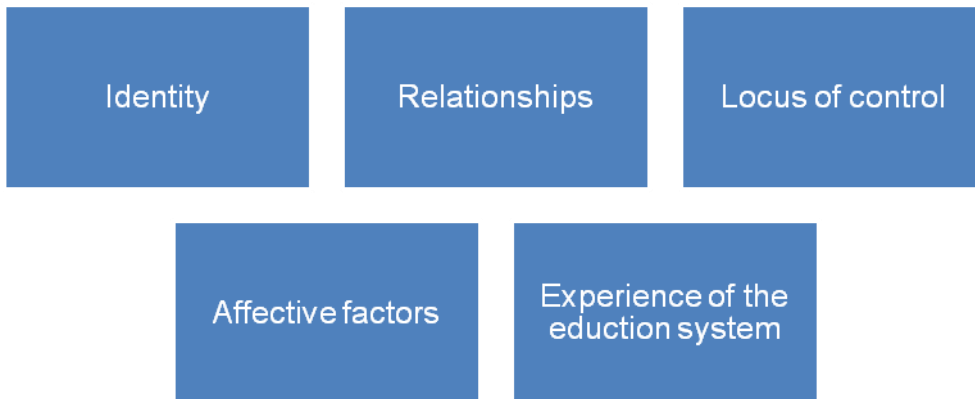 Identity
Relationships
Locus of control
Affective factors
Experience of the
eduction system